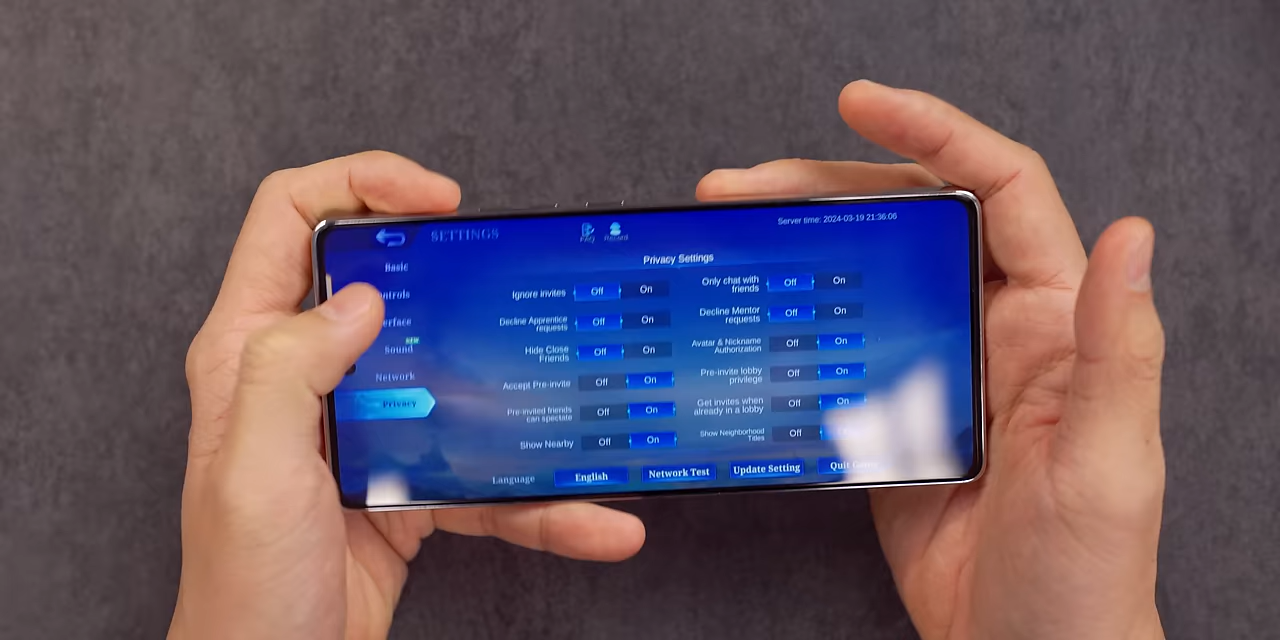 SETTINGS
FAQ
Record
Server time: 2024-03-19 21:36:06
Basic
ntrols
erface
NEW
Sound
Network
Privacy
Privacy Settings
Ignore invites Off On
Decline Apprentice
requests Off On
Hide Close
Friends Off On
Accept Pre-invite Off On
Pre-invited friends
can spectate Off On
Show Nearby Off On
Only chat with
friends Off On
Decline Mentor
requests Off On
Avatar & Nickname
Authorization Off On
Pre-invite lobby
privilege Off On
Get invites when
already in a lobby Off On
Show Neighborhood
Titles Off
Language English Network Test Update Setting Quit